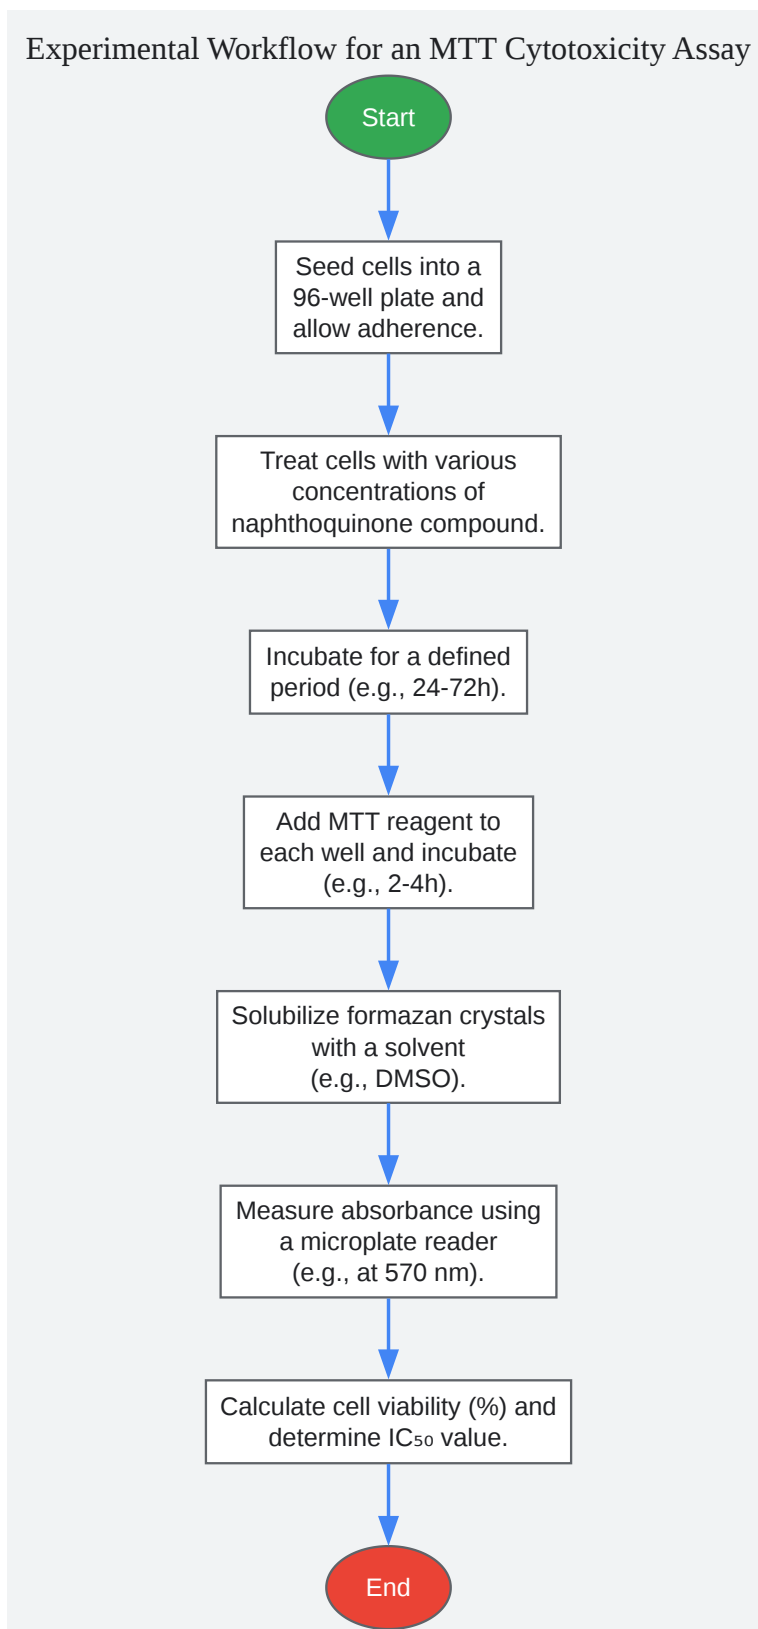 Experimental Workflow for an MTT Cytotoxicity Assay
Start
Seed cells into a
96-well plate and
allow adherence.
Treat cells with various
concentrations of
naphthoquinone compound.
Incubate for a defined
period (e.g., 24-72h).
Add MTT reagent to
each well and incubate
(e.g., 2-4h).
Solubilize formazan crystals
with a solvent
(e.g., DMSO).
Measure absorbance using
a microplate reader
(e.g., at 570 nm).
Calculate cell viability (%) and
determine IC₅₀ value.
End